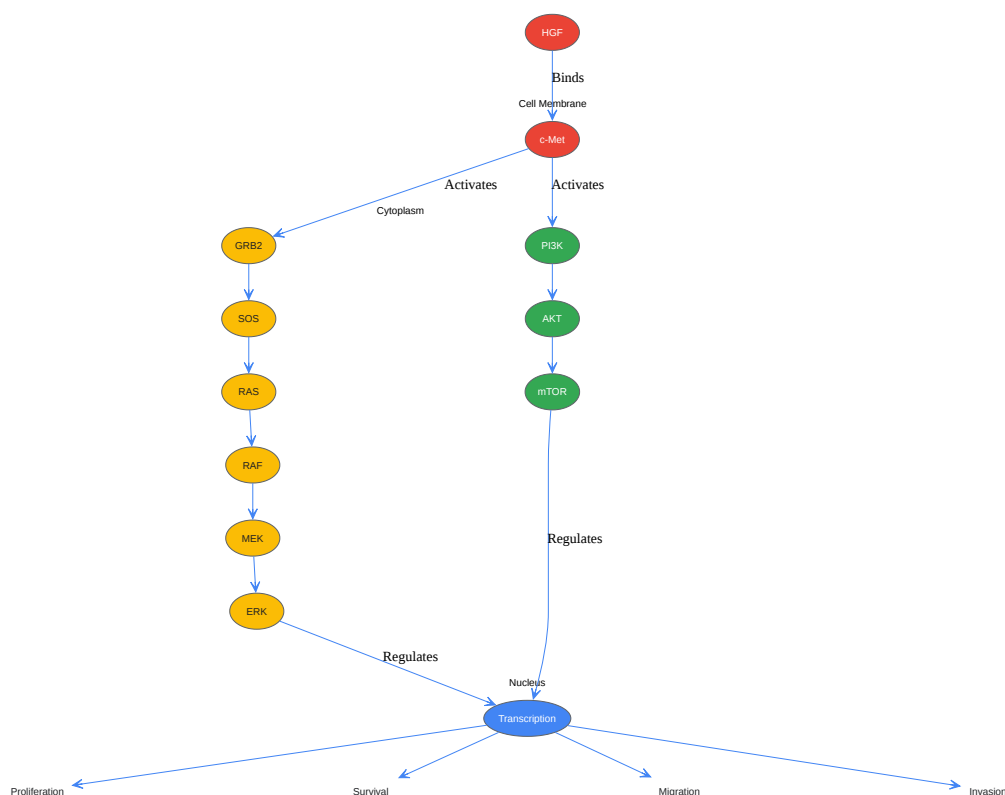 HGF
Binds
Cell Membrane
c-Met
Activates
Activates
Cytoplasm
GRB2
PI3K
SOS
AKT
RAS
mTOR
RAF
MEK
Regulates
ERK
Regulates
Nucleus
Transcription
Proliferation
Survival
Migration
Invasion